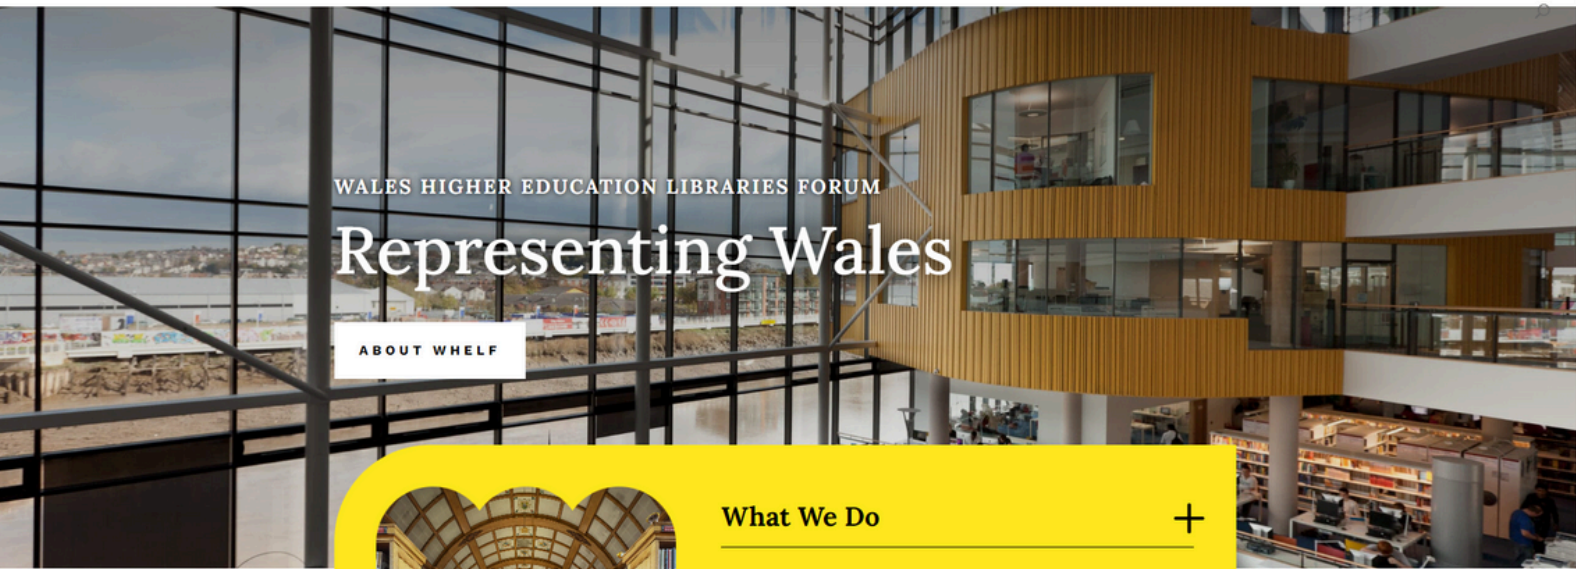 WALES HIGHER EDUCATION LIBRARIES FORUM
Representing Wales
ABOUT WHELF
What We Do